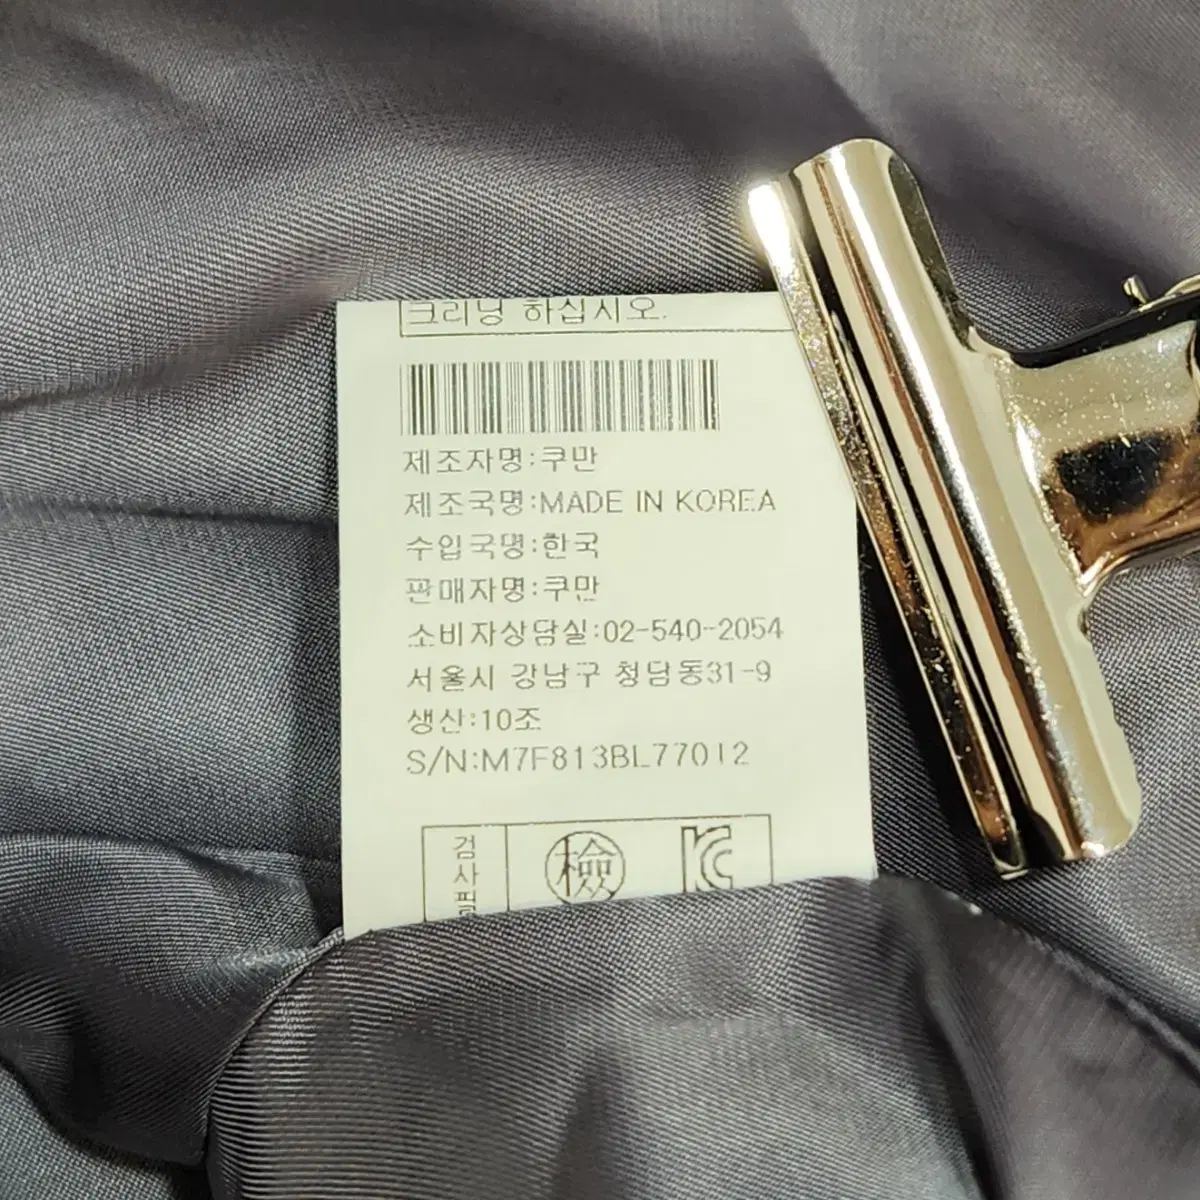 크리닝 하십시오.
제조자명:쿠만
제조국명:MADE IN KOREA
수입국명:한국
판매자명:쿠만
소비자상담실:02-540-2054
서울시 강남구 청담동31-9
생산:10조
S/N:M7F813BL77012
검사필
檢
KC